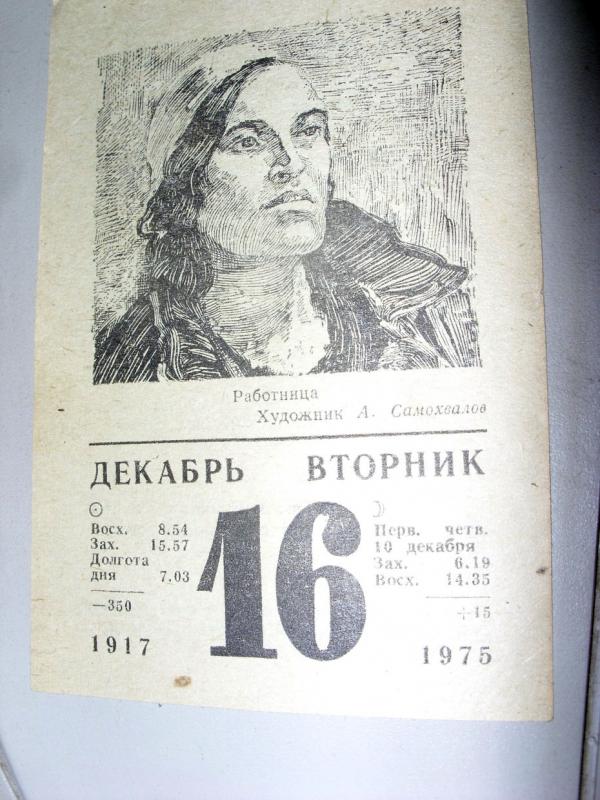 Работница
Художник А. Самохвалов
ДЕКАБРЬ ВТОРНИК
16
Восх. 8.54
Зах. 15.57
Долгота
дня 7.03
—350
1917
Перв. четв.
10 декабря
Зах. 6.19
Восх. 14.35
+15
1975